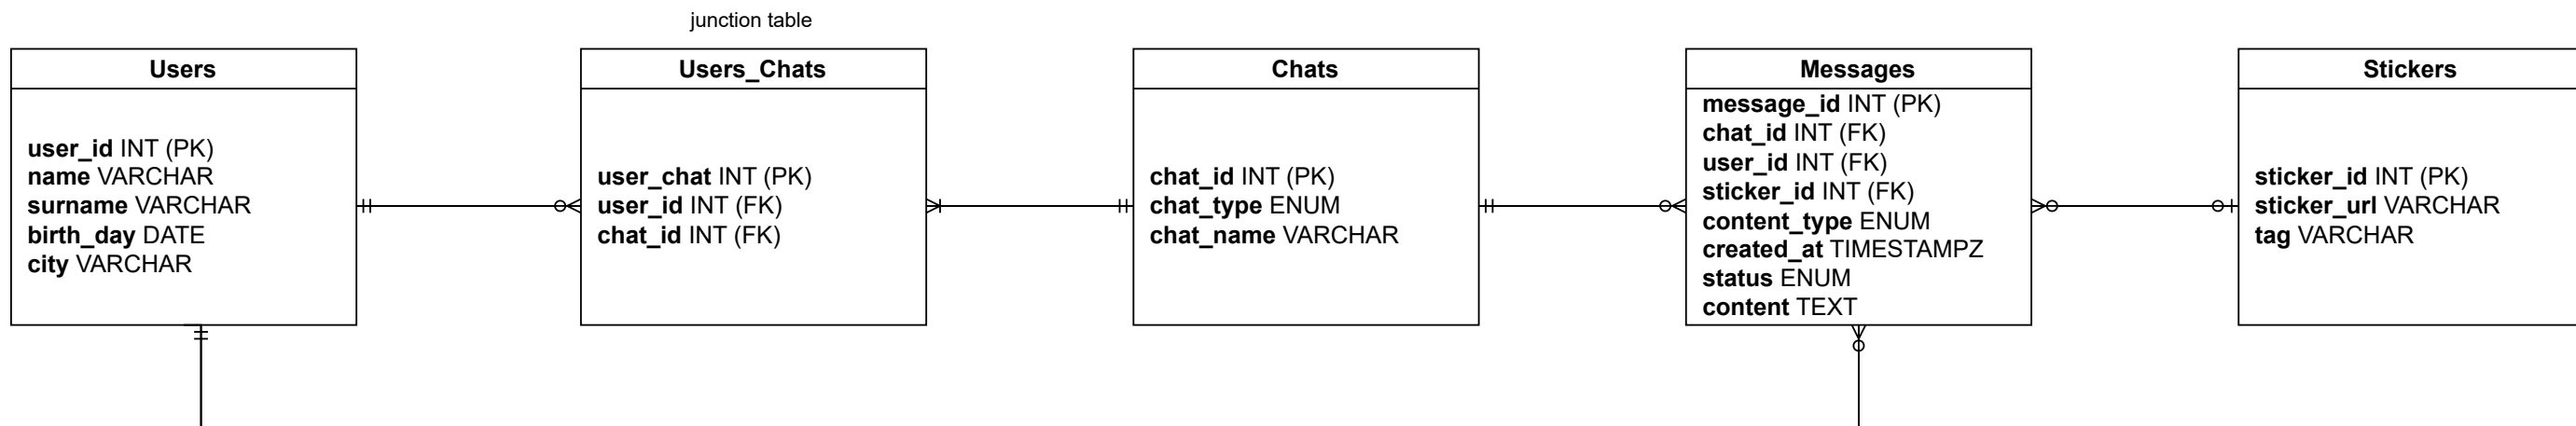 junction table
Users
user_id INT (PK)
name VARCHAR
surname VARCHAR
birth_day DATE
city VARCHAR
Users_Chats
user_chat INT (PK)
user_id INT (FK)
chat_id INT (FK)
Chats
chat_id INT (PK)
chat_type ENUM
chat_name VARCHAR
Messages
message_id INT (PK)
chat_id INT (FK)
user_id INT (FK)
sticker_id INT (FK)
content_type ENUM
created_at TIMESTAMPZ
status ENUM
content TEXT
Stickers
sticker_id INT (PK)
sticker_url VARCHAR
tag VARCHAR